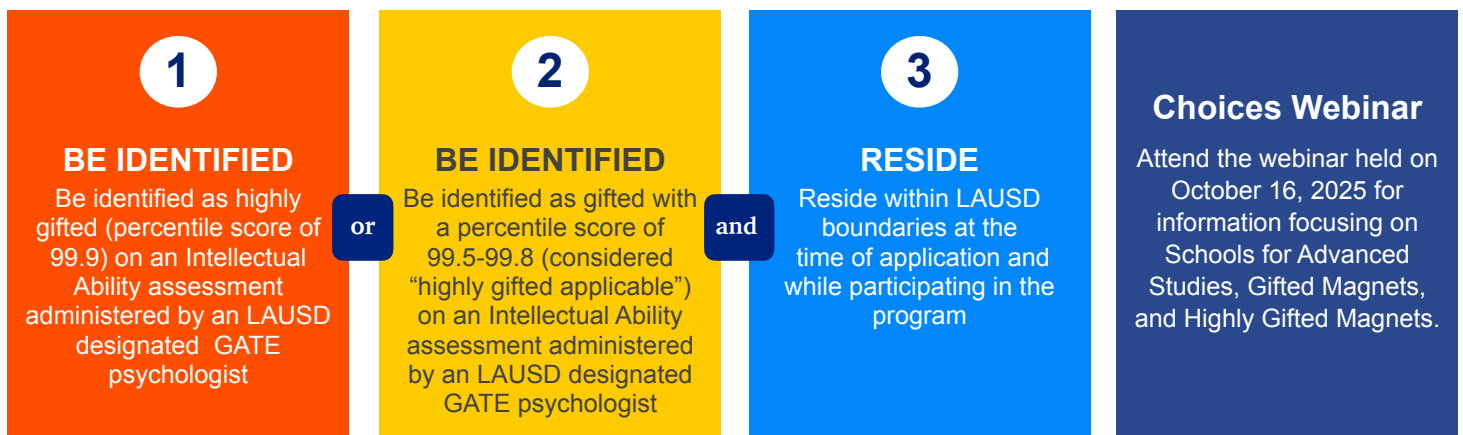 1
BE IDENTIFIED
Be identified as highly
gifted (percentile score of
99.9) on an Intellectual
Ability assessment
administered by an LAUSD
designated  GATE
psychologist
or
2
BE IDENTIFIED
Be identified as gifted with
a percentile score of
99.5-99.8 (considered
“highly gifted applicable”)
on an Intellectual Ability
assessment administered
by an LAUSD designated
GATE psychologist
and
3
RESIDE
Reside within LAUSD
boundaries at the
time of application and
while participating in the
program
Choices Webinar
Attend the webinar held on
October 16, 2025 for
information focusing on
Schools for Advanced
Studies, Gifted Magnets,
and Highly Gifted Magnets.